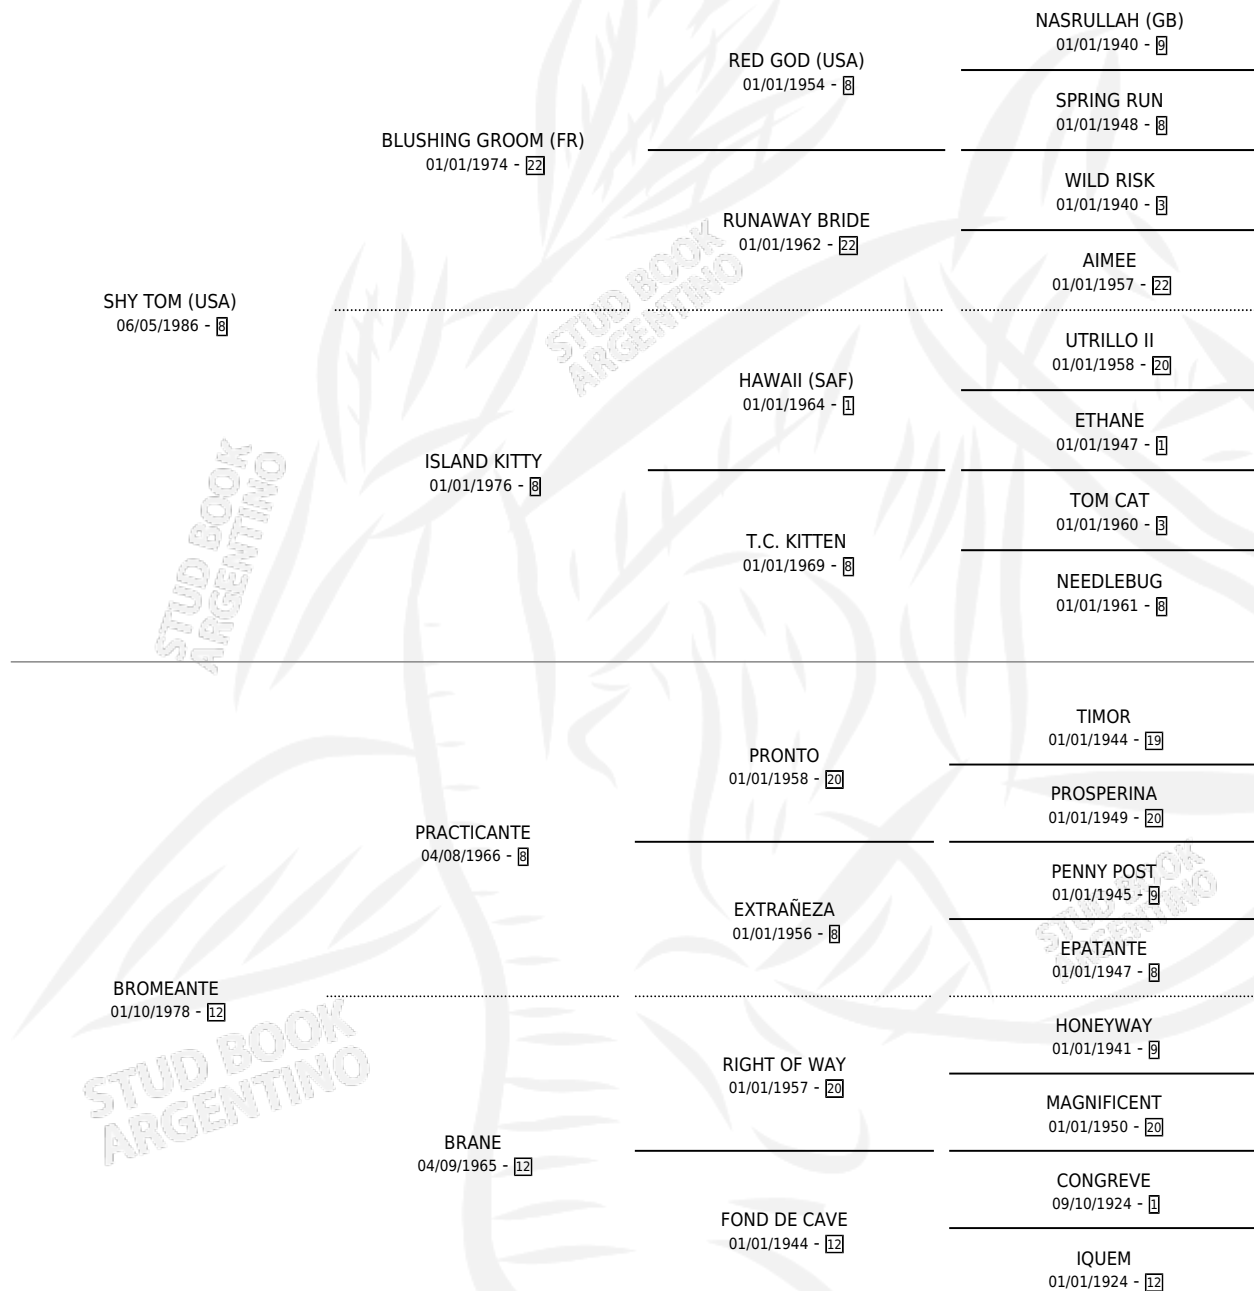 NASRULLAH (GB)
01/01/1940 - 9
RED GOD (USA)
01/01/1954 - 8
SPRING RUN
01/01/1948 - 8
BLUSHING GROOM (FR)
01/01/1974 - 22
WILD RISK
01/01/1940 - 3
RUNAWAY BRIDE
01/01/1962 - 22
AIMEE
01/01/1957 - 22
SHY TOM (USA)
06/05/1986 - 8
STUD BOOK
ARGENTINO
UTRILLO II
01/01/1958 - 20
HAWAII (SAF)
01/01/1964 - 1
ETHANE
01/01/1947 - 1
ISLAND KITTY
01/01/1976 - 8
TOM CAT
01/01/1960 - 3
T.C. KITTEN
01/01/1969 - 8
NEEDLEBUG
01/01/1961 - 8
STUD BOOK
ARGENTINO
TIMOR
01/01/1944 - 19
PRONTO
01/01/1958 - 20
PROSPERINA
01/01/1949 - 20
PRACTICANTE
04/08/1966 - 8
PENNY POST
01/01/1945 - 9
EXTRAÑEZA
01/01/1956 - 8
STUD BOOK
ARGENTINO
EPATANTE
01/01/1947 - 8
BROMEANTE
01/10/1978 - 12
HONEYWAY
01/01/1941 - 9
RIGHT OF WAY
01/01/1957 - 20
STUD BOOK
ARGENTINO
MAGNIFICENT
01/01/1950 - 20
BRANE
04/09/1965 - 12
CONGREVE
09/10/1924 - 1
FOND DE CAVE
01/01/1944 - 12
IQUEM
01/01/1924 - 12